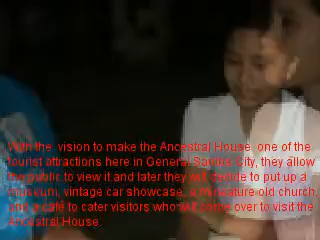 With the vision to make the Ancestral House one of the
tourist attractions here in General Santos City, they allow
the public to view it and later they will decide to put up a
museum, vintage car showcase, a miniature old church,
and a café to cater visitors who will come over to visit the
Ancestral House.